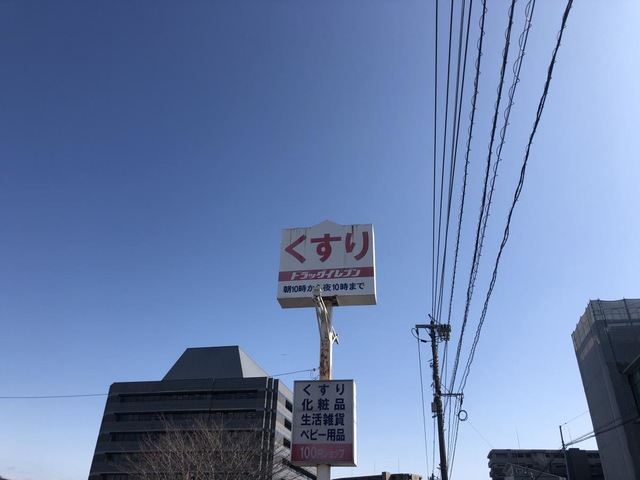 くすり
ドラッグイレブン
朝10時から夜10時まで
くすり
化粧品
生活雑貨
ベビー用品
100円ショップ